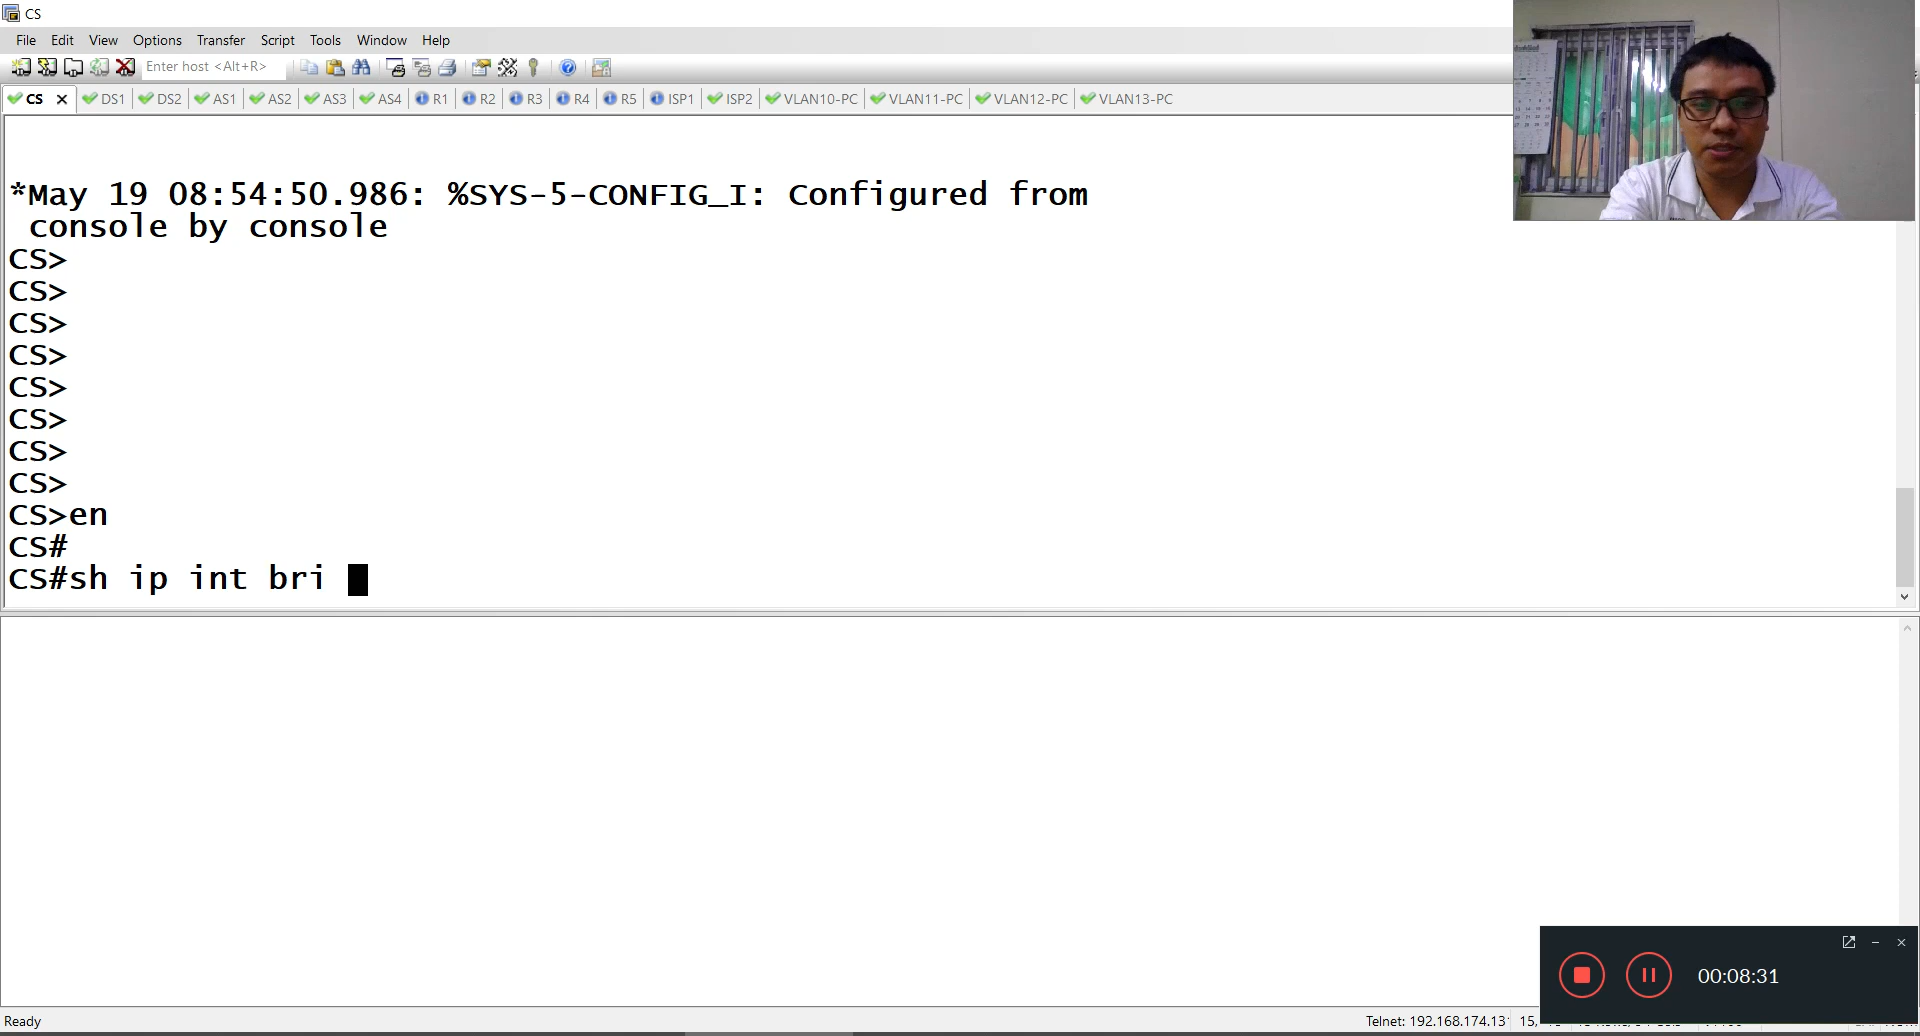 CS
File Edit View Options Transfer Script Tools Window Help
Enter host <Alt+R>
CS DS1 DS2 AS1 AS2 AS3 AS4 R1 R2 R3 R4 R5 ISP1 ISP2 VLAN10-PC VLAN11-PC VLAN12-PC VLAN13-PC
*May 19 08:54:50.986: %SYS-5-CONFIG_I: Configured from
console by console
CS>
CS>
CS>
CS>
CS>
CS>
CS>
CS>
CS>en
CS#
CS#sh ip int bri
00:08:31
Ready
Telnet: 192.168.174.13 15,